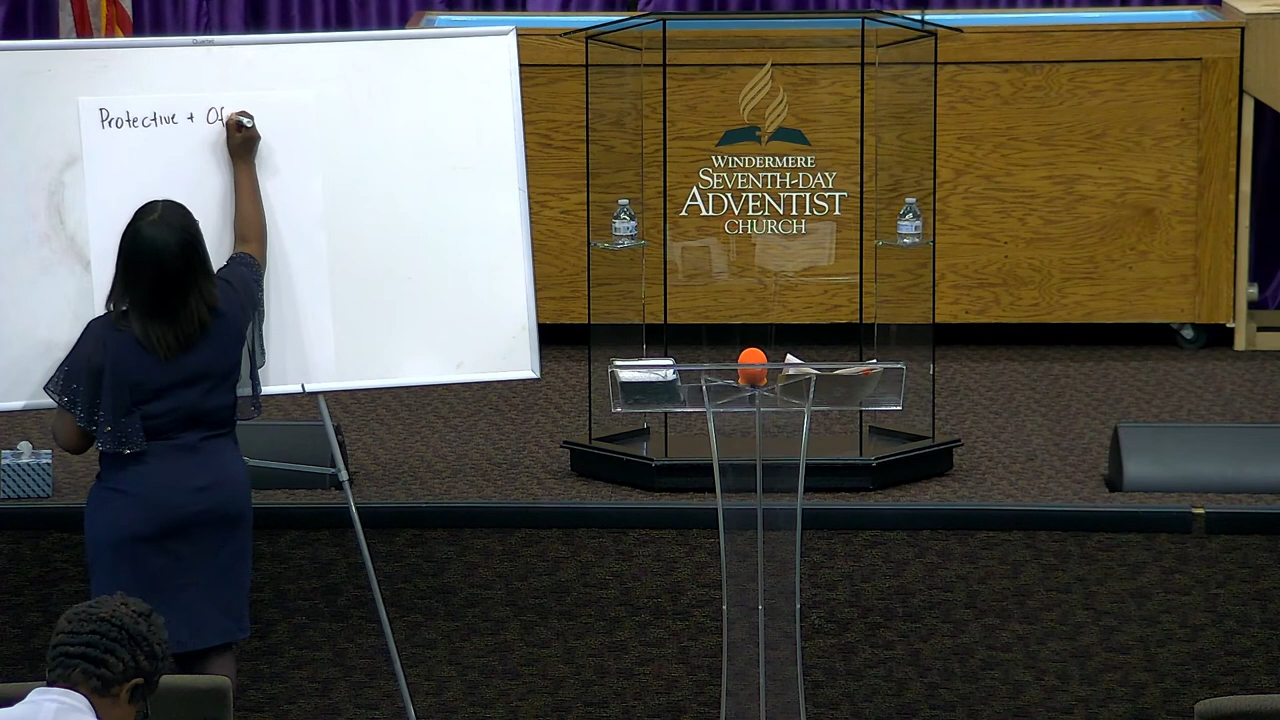 Protective + Of
WINDERMERE
SEVENTH-DAY
ADVENTIST
CHURCH